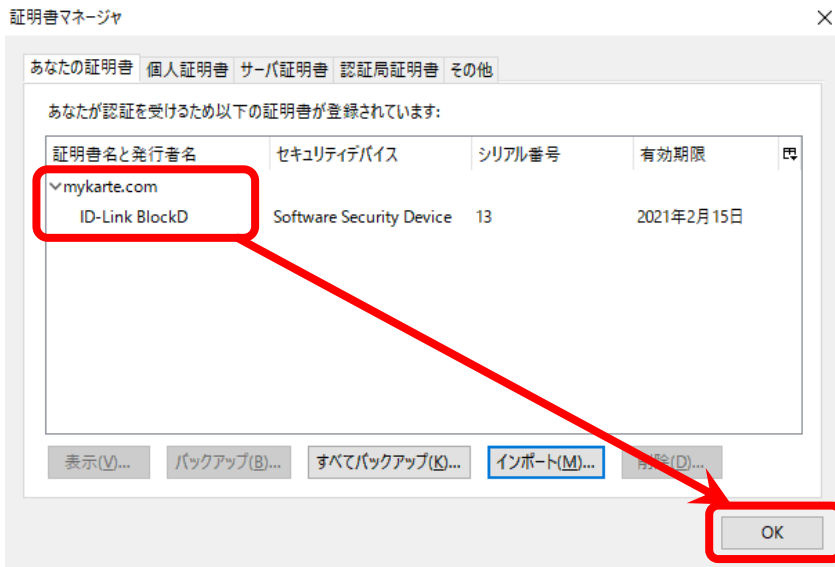 証明書マネージャ
あなたの証明書 個人証明書 サーバ証明書 認証局証明書 その他
あなたが認証を受けるため以下の証明書が登録されています:
証明書名と発行者名 セキュリティデバイス シリアル番号 有効期限
mykarte.com
ID-Link BlockD Software Security Device 13 2021年2月15日
表示(V)... バックアップ(B)... すべてバックアップ(K)... インポート(M)... 削除(D)...
OK